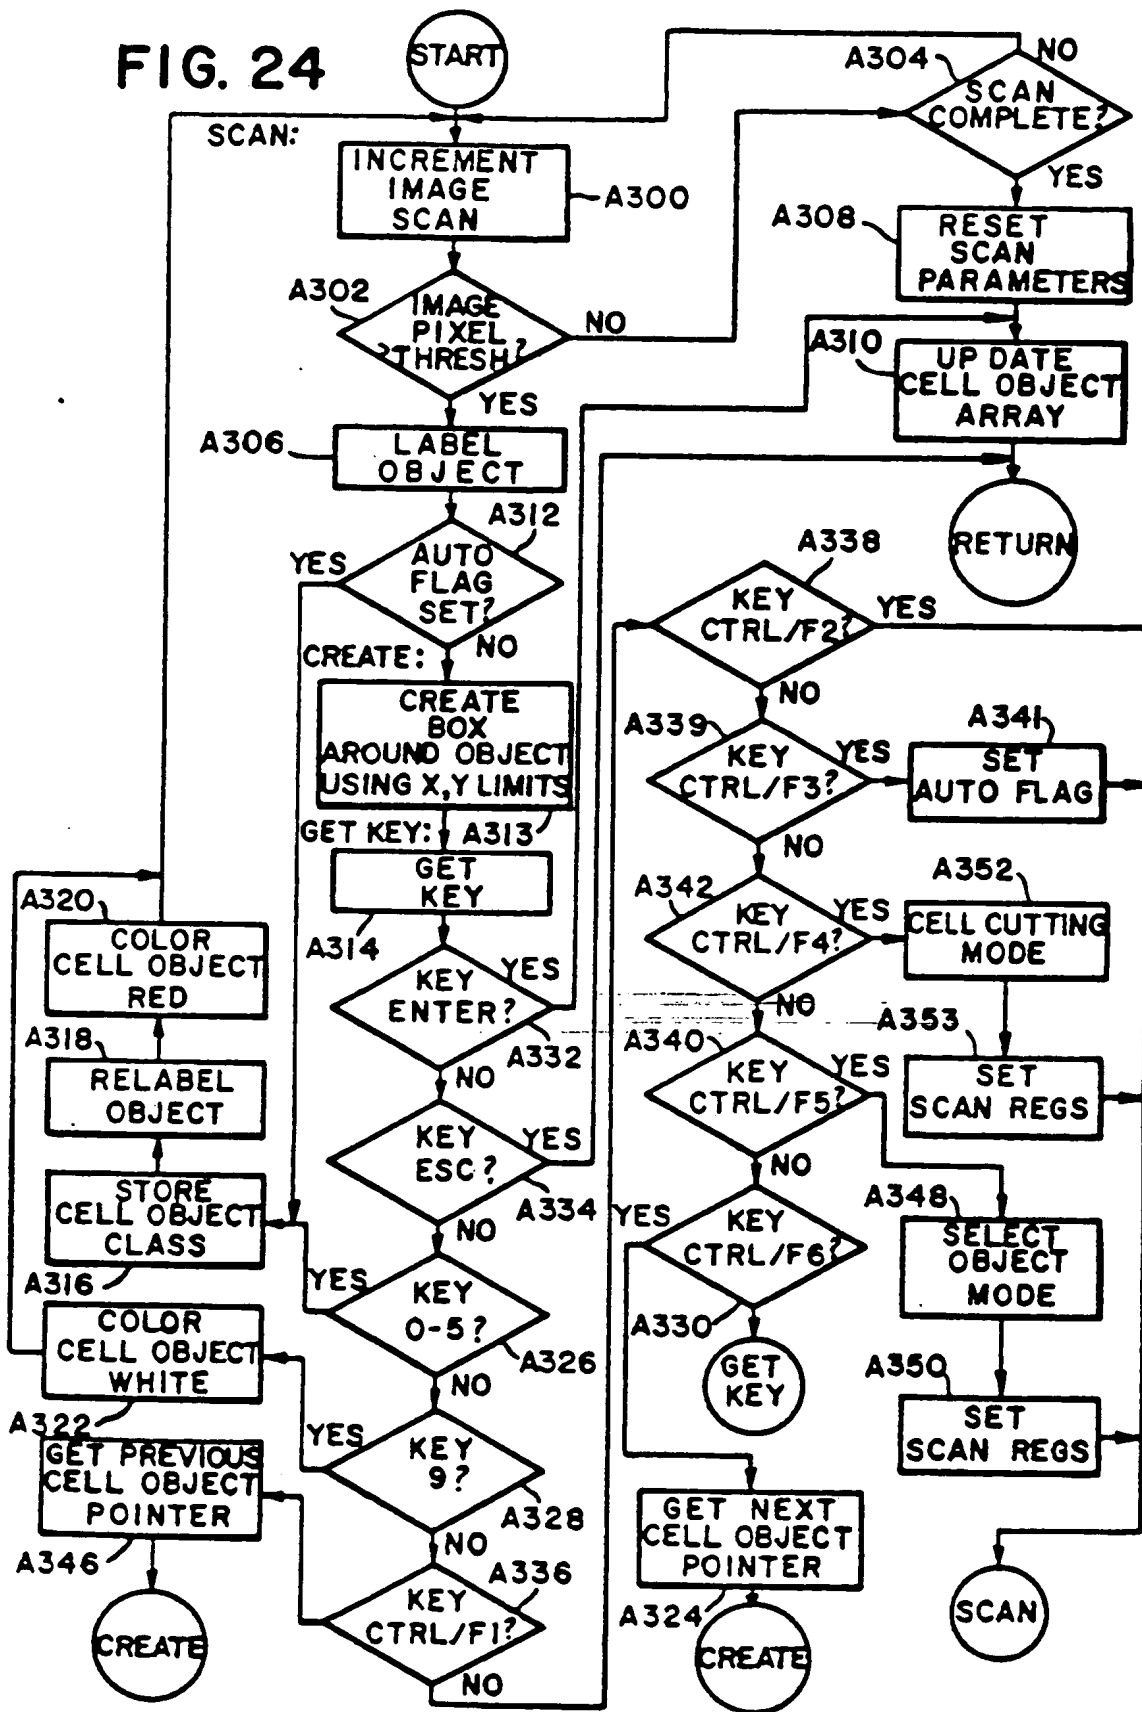 FIG. 24
START
SCAN:
INCREMENT
IMAGE
SCAN
A300
A302
IMAGE
PIXEL
>THRESH?
NO
YES
A304
SCAN
COMPLETE?
NO
YES
A308
RESET
SCAN
PARAMETERS
A310
UPDATE
CELL OBJECT
ARRAY
RETURN
A306
LABEL
OBJECT
A312
AUTO
FLAG
SET?
YES
NO
CREATE:
CREATE
BOX
AROUND OBJECT
USING X,Y LIMITS
A313
GET KEY:
GET
KEY
A314
KEY
ENTER?
YES
A332
NO
KEY
ESC?
YES
A334
NO
KEY
0-5?
YES
A326
NO
KEY
9?
YES
A328
NO
A336
KEY
CTRL/F1?
NO
A320
COLOR
CELL OBJECT
RED
A318
RELABEL
OBJECT
STORE
CELL OBJECT
CLASS
A316
COLOR
CELL OBJECT
WHITE
A322
GET PREVIOUS
CELL OBJECT
POINTER
A346
CREATE
A338
KEY
CTRL/F2?
YES
NO
A339
KEY
CTRL/F3?
YES
NO
A341
SET
AUTO FLAG
A342
KEY
CTRL/F4?
YES
NO
A352
CELL CUTTING
MODE
A353
SET
SCAN REGS
A340
KEY
CTRL/F5?
YES
NO
A348
SELECT
OBJECT
MODE
A350
SET
SCAN REGS
YES
KEY
CTRL/F6?
A330
GET
KEY
GET NEXT
CELL OBJECT
POINTER
A324
CREATE
SCAN